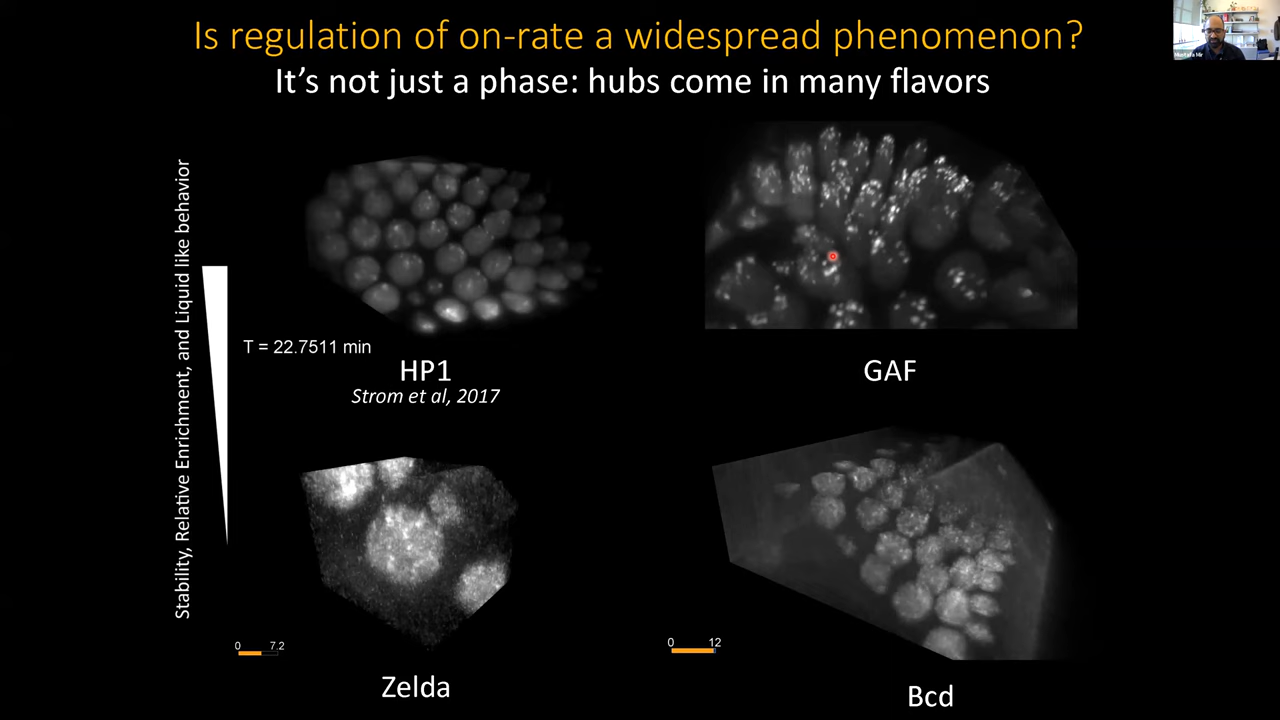 Is regulation of on-rate a widespread phenomenon?
It’s not just a phase: hubs come in many flavors
Stability, Relative Enrichment, and Liquid like behavior
T = 22.7511 min
HP1
Strom et al, 2017
GAF
0 7.2
Zelda
0 12
Bcd